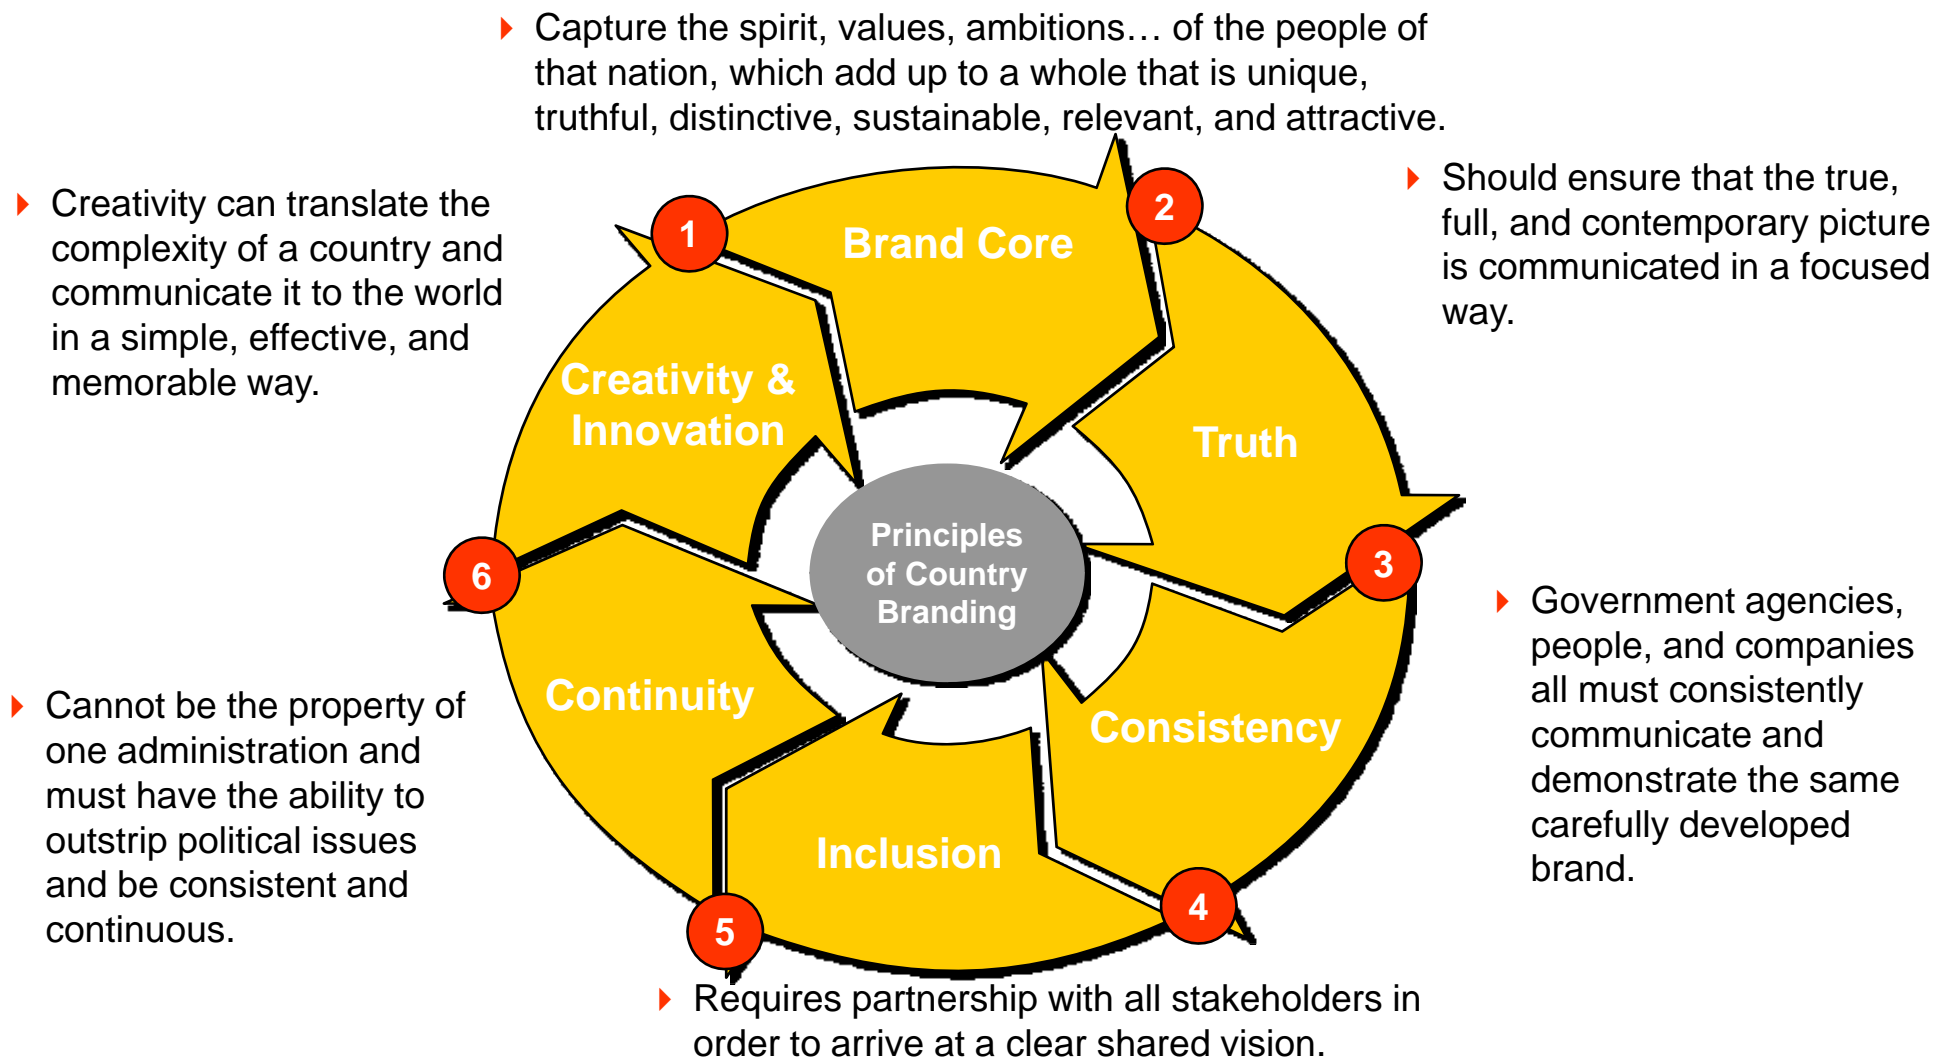 Capture the spirit, values, ambitions… of the people of
that nation, which add up to a whole that is unique,
truthful, distinctive, sustainable, relevant, and attractive.
1
Brand Core
2
Should ensure that the true,
full, and contemporary picture
is communicated in a focused
way.
Truth
3
Government agencies,
people, and companies
all must consistently
communicate and
demonstrate the same
carefully developed
brand.
Consistency
4
Requires partnership with all stakeholders in
order to arrive at a clear shared vision.
Inclusion
5
Cannot be the property of
one administration and
must have the ability to
outstrip political issues
and be consistent and
continuous.
Continuity
6
Creativity can translate the
complexity of a country and
communicate it to the world
in a simple, effective, and
memorable way.
Creativity &
Innovation
Principles
of Country
Branding